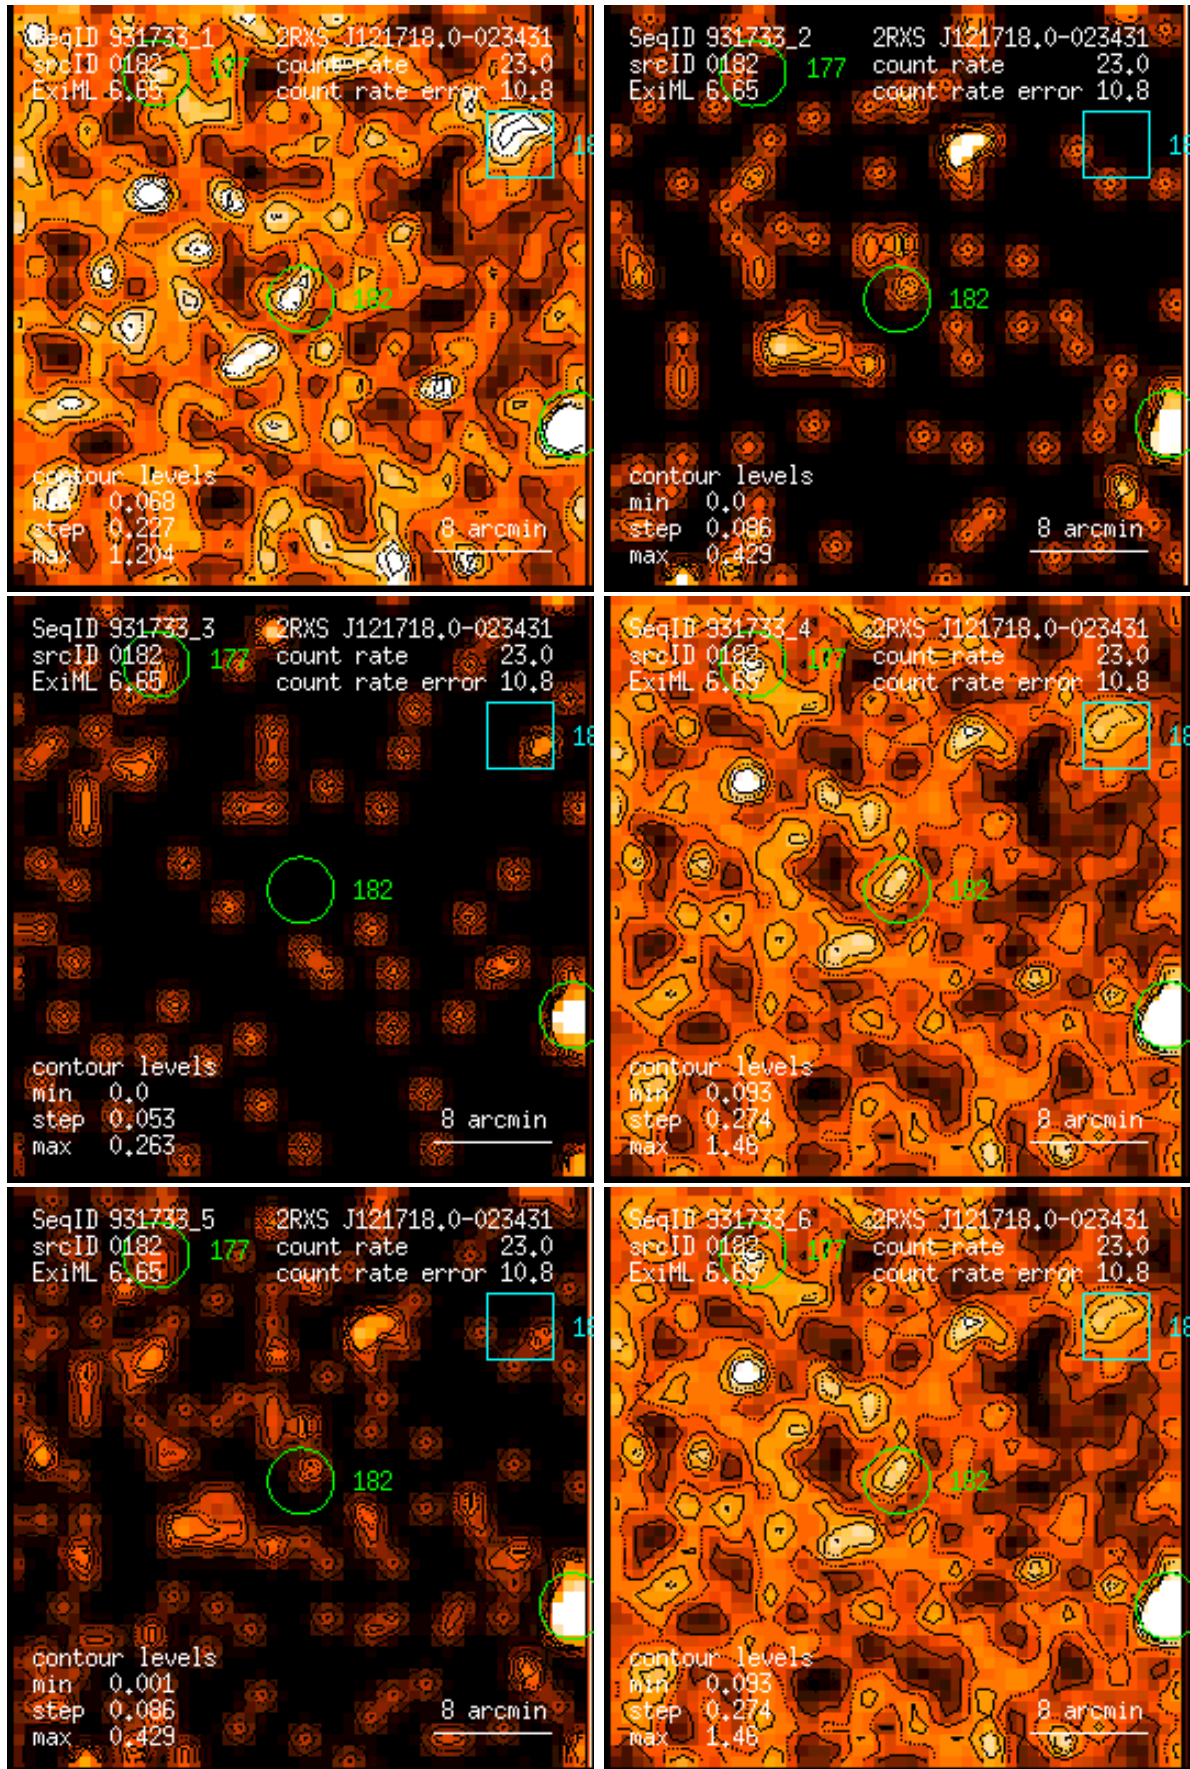 SeqID 931733_1 2RXS J121718.0-023431
srcID 0182 177 count rate 23.0
ExiML 6.65 count rate error 10.8
18
182
contour levels
min 0.068
step 0.227
max 1.204
8 arcmin
SeqID 931733_2 2RXS J121718.0-023431
srcID 0182 177 count rate 23.0
ExiML 6.65 count rate error 10.8
18
182
contour levels
min 0.0
step 0.086
max 0.429
8 arcmin
SeqID 931733_3 2RXS J121718.0-023431
srcID 0182 177 count rate 23.0
ExiML 6.65 count rate error 10.8
18
182
contour levels
min 0.0
step 0.053
max 0.263
8 arcmin
SeqID 931733_4 2RXS J121718.0-023431
srcID 0182 177 count rate 23.0
ExiML 6.65 count rate error 10.8
18
182
contour levels
min 0.093
step 0.274
max 1.46
8 arcmin
SeqID 931733_5 2RXS J121718.0-023431
srcID 0182 177 count rate 23.0
ExiML 6.65 count rate error 10.8
18
182
contour levels
min 0.001
step 0.086
max 0.429
8 arcmin
SeqID 931733_6 2RXS J121718.0-023431
srcID 0182 177 count rate 23.0
ExiML 6.65 count rate error 10.8
18
182
contour levels
min 0.093
step 0.274
max 1.46
8 arcmin